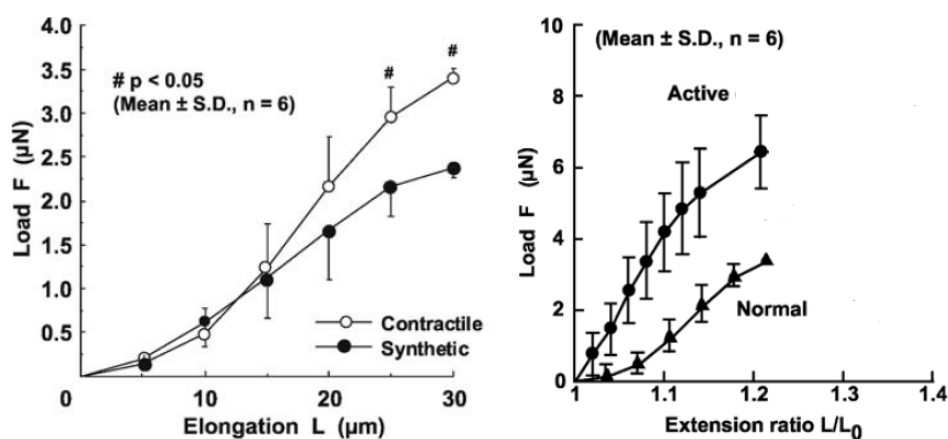 4.0
3.5
3.0
2.5
2.0
1.5
1.0
0.5
0
10
20
30
Load F (µN)
Elongation L (µm)
# p < 0.05
(Mean ± S.D., n = 6)
#
#
Contractile
Synthetic
10
8
6
4
2
0
1
1.1
1.2
1.3
1.4
Load F (µN)
Extension ratio L/L0
(Mean ± S.D., n = 6)
Active
Normal